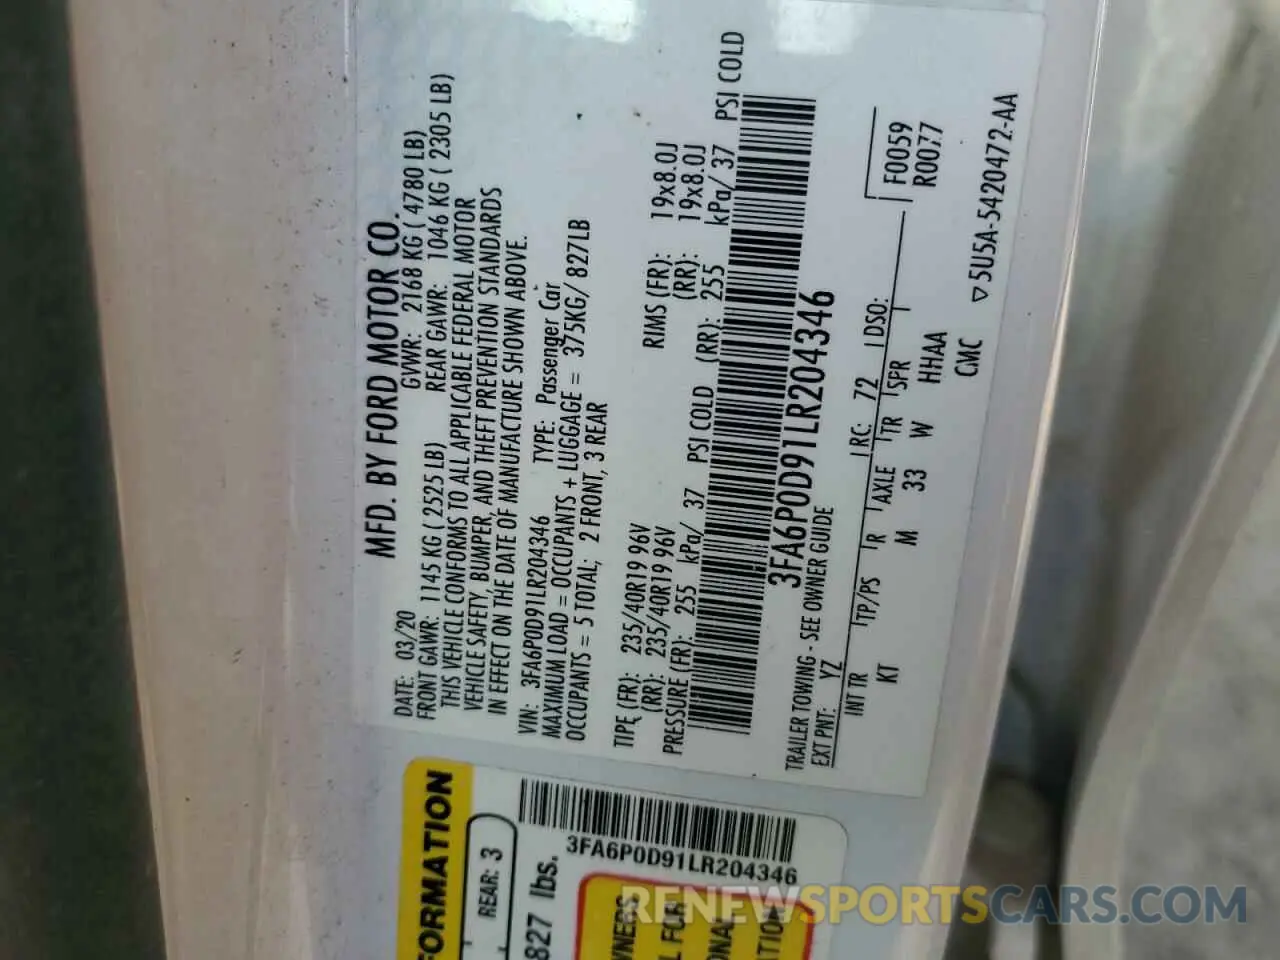 MFD. BY FORD MOTOR CO.
DATE: 03/20 GVWR: 2168 KG ( 4780 LB)
FRONT GAWR: 1145 KG ( 2525 LB) REAR GAWR: 1046 KG ( 2305 LB)
THIS VEHICLE CONFORMS TO ALL APPLICABLE FEDERAL MOTOR
VEHICLE SAFETY, BUMPER, AND THEFT PREVENTION STANDARDS
IN EFFECT ON THE DATE OF MANUFACTURE SHOWN ABOVE.
VIN: 3FA6P0D91LR204346 TYPE: Passenger Car
MAXIMUM LOAD = OCCUPANTS + LUGGAGE = 375KG/ 827LB
OCCUPANTS = 5 TOTAL; 2 FRONT, 3 REAR
TIPE (FR): 235/40R19 96V RIMS (FR): 19x8.0J
(RR): 235/40R19 96V (RR): 19x8.0J
PRESSURE (FR): 255 kPa/ 37 PSI COLD (RR): 255 kPa/ 37 PSI COLD
3FA6P0D91LR204346
TRAILER TOWING - SEE OWNER GUIDE
EXT PNT: YZ RC: 72 DSO:
F0059
R0077
INT TR TP/PS R AXLE TR SPR
KT M 33 W HHAA
CMC
▽5U5A-5420472-AA
FORMATION
REAR: 3
827 lbs.
3FA6P0D91LR204346
WNERS
L FOR
ONAL
ATION
RENEWSPORTSCARS.COM